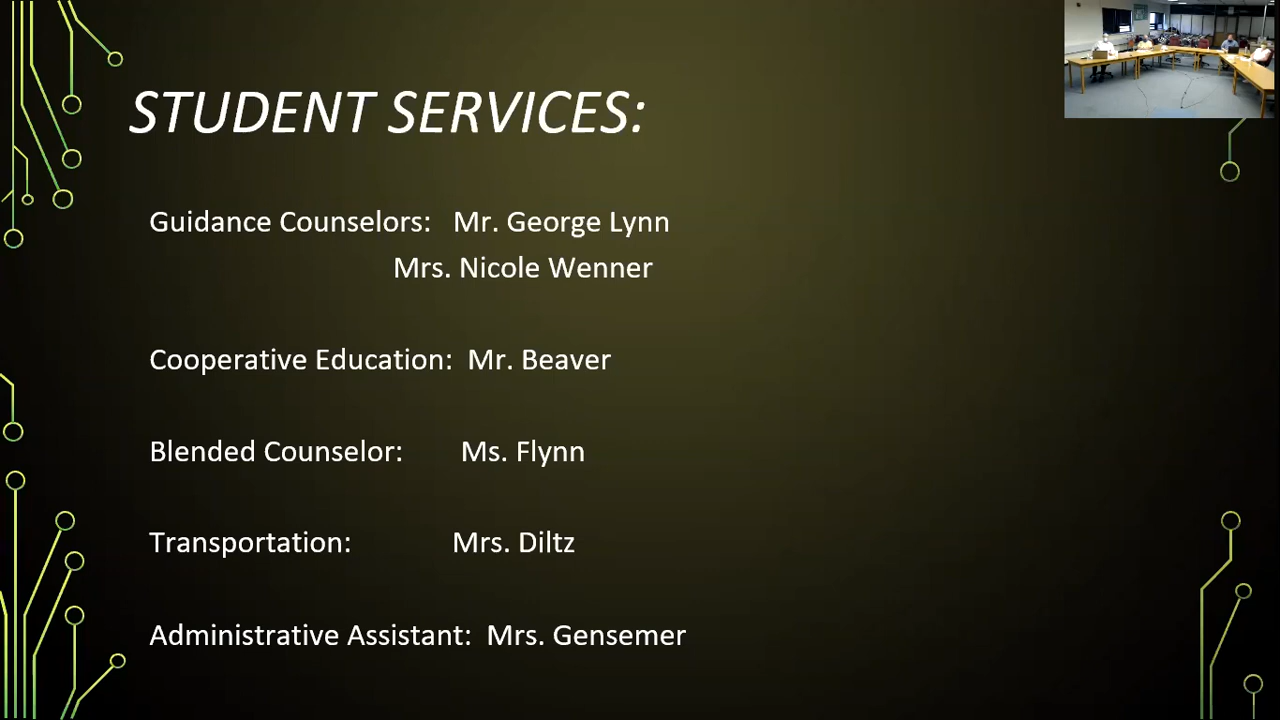 STUDENT SERVICES:
Guidance Counselors: Mr. George Lynn
Mrs. Nicole Wenner
Cooperative Education: Mr. Beaver
Blended Counselor: Ms. Flynn
Transportation: Mrs. Diltz
Administrative Assistant: Mrs. Gensemer